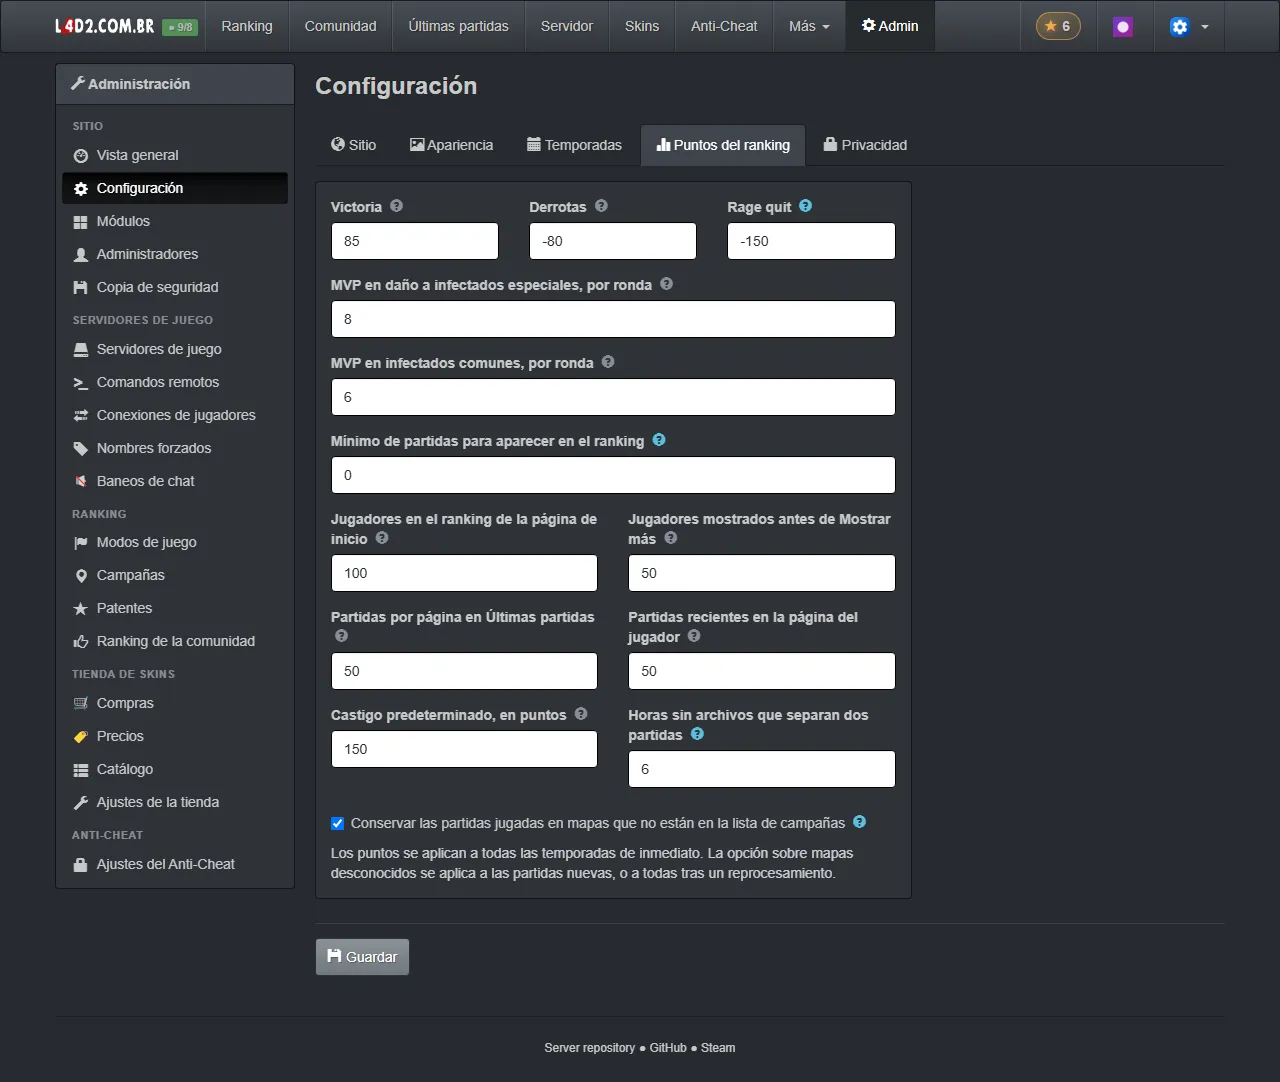 L4D2.COM.BR
9/8
Ranking
Comunidad
Últimas partidas
Servidor
Skins
Anti-Cheat
Más
Admin
6
Administración
SITIO
Vista general
Configuración
Módulos
Administradores
Copia de seguridad
SERVIDORES DE JUEGO
Servidores de juego
Comandos remotos
Conexiones de jugadores
Nombres forzados
Baneos de chat
RANKING
Modos de juego
Campañas
Patentes
Ranking de la comunidad
TIENDA DE SKINS
Compras
Precios
Catálogo
Ajustes de la tienda
ANTI-CHEAT
Ajustes del Anti-Cheat
Configuración
Sitio
Apariencia
Temporadas
Puntos del ranking
Privacidad
Victoria
85
Derrotas
-80
Rage quit
-150
MVP en daño a infectados especiales, por ronda
8
MVP en infectados comunes, por ronda
6
Mínimo de partidas para aparecer en el ranking
0
Jugadores en el ranking de la página de
inicio
100
Jugadores mostrados antes de Mostrar
más
50
Partidas por página en Últimas partidas
50
Partidas recientes en la página del
jugador
50
Castigo predeterminado, en puntos
150
Horas sin archivos que separan dos
partidas
6
Conservar las partidas jugadas en mapas que no están en la lista de campañas
Los puntos se aplican a todas las temporadas de inmediato. La opción sobre mapas
desconocidos se aplica a las partidas nuevas, o a todas tras un reprocesamiento.
Guardar
Server repository ● GitHub ● Steam